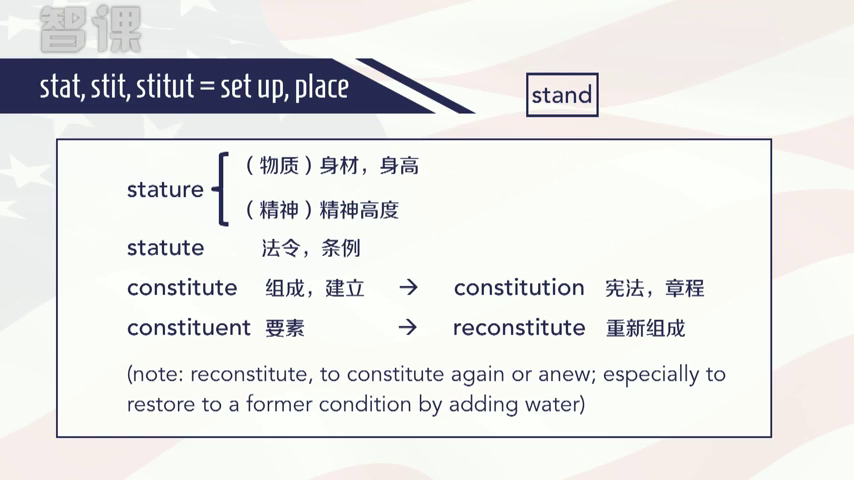 智课
stat, stit, stitut = set up, place
stand
stature
（物质）身材，身高
（精神）精神高度
statute 法令，条例
constitute 组成，建立 → constitution 宪法，章程
constituent 要素 → reconstitute 重新组成
(note: reconstitute, to constitute again or anew; especially to
restore to a former condition by adding water)